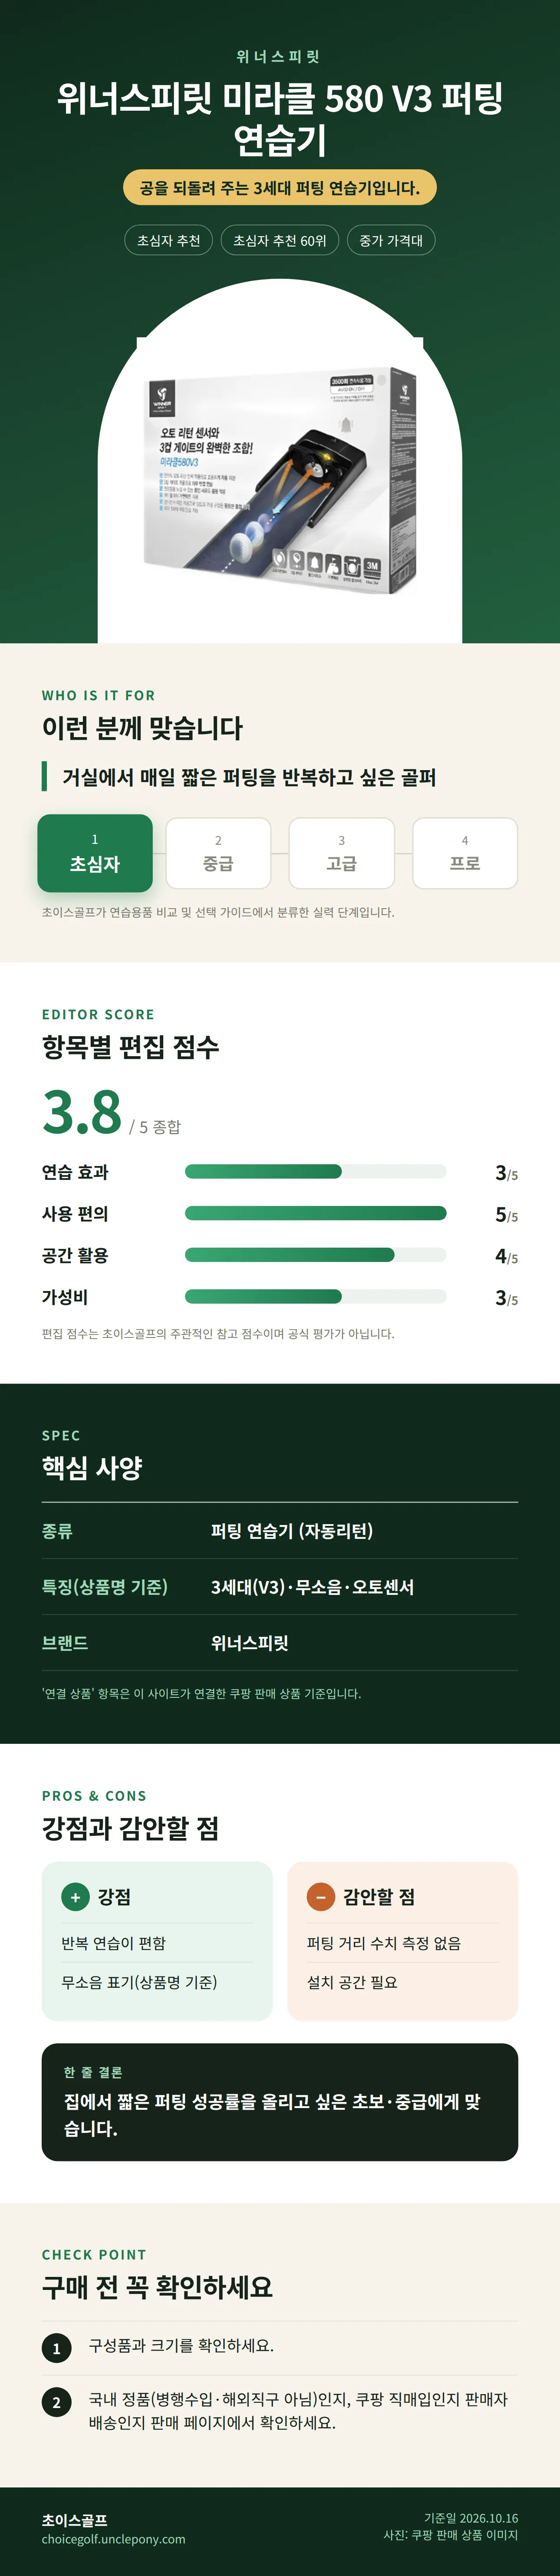 위너스피릿
위너스피릿 미라클 580 V3 퍼팅
연습기
공을 되돌려 주는 3세대 퍼팅 연습기입니다.
초심자 추천
초심자 추천 60위
중가 가격대
WINNER
AUTO ON / OFF
오토 리턴 센서와
3컵 게이트의 완벽한 조합!
미라클580V3
3M
WHO IS IT FOR
이런 분께 맞습니다
거실에서 매일 짧은 퍼팅을 반복하고 싶은 골퍼
1
초심자
2
중급
3
고급
4
프로
초이스골프가 연습용품 비교 및 선택 가이드에서 분류한 실력 단계입니다.
EDITOR SCORE
항목별 편집 점수
3.8 / 5 종합
연습 효과 3/5
사용 편의 5/5
공간 활용 4/5
가성비 3/5
편집 점수는 초이스골프의 주관적인 참고 점수이며 공식 평가가 아닙니다.
SPEC
핵심 사양
종류 퍼팅 연습기 (자동리턴)
특징(상품명 기준) 3세대(V3)·무소음·오토센서
브랜드 위너스피릿
'연결 상품' 항목은 이 사이트가 연결한 쿠팡 판매 상품 기준입니다.
PROS & CONS
강점과 감안할 점
+ 강점
반복 연습이 편함
무소음 표기(상품명 기준)
− 감안할 점
퍼팅 거리 수치 측정 없음
설치 공간 필요
한 줄 결론
집에서 짧은 퍼팅 성공률을 올리고 싶은 초보·중급에게 맞
습니다.
CHECK POINT
구매 전 꼭 확인하세요
1 구성품과 크기를 확인하세요.
2 국내 정품(병행수입·해외직구 아님)인지, 쿠팡 직매입인지 판매자
배송인지 판매 페이지에서 확인하세요.
초이스골프
choicegolf.unclepony.com
기준일 2026.10.16
사진: 쿠팡 판매 상품 이미지